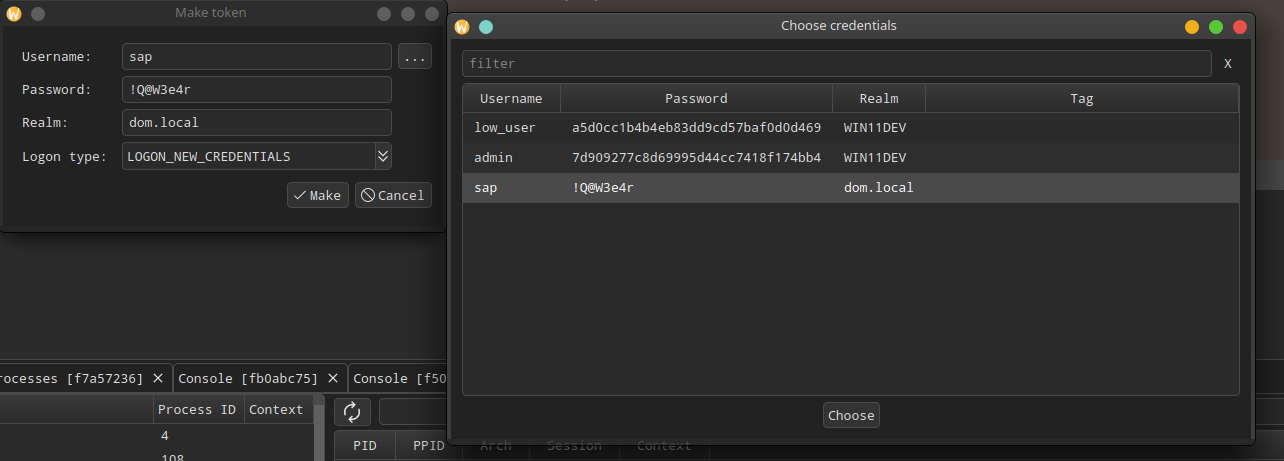 Make token
Username: sap ...
Password: !Q@W3e4r
Realm: dom.local
Logon type: LOGON_NEW_CREDENTIALS
Make Cancel
Choose credentials
filter X
Username Password Realm Tag
low_user a5d0cc1b4b4eb83dd9cd57baf0d0d469 WIN11DEV
admin 7d909277c8d69995d44cc7418f174bb4 WIN11DEV
sap !Q@W3e4r dom.local
Choose
rocesses [f7a57236] Console [fb0abc75] Console [f50
Process ID Context
4
108
PID PPID Arch Session Context